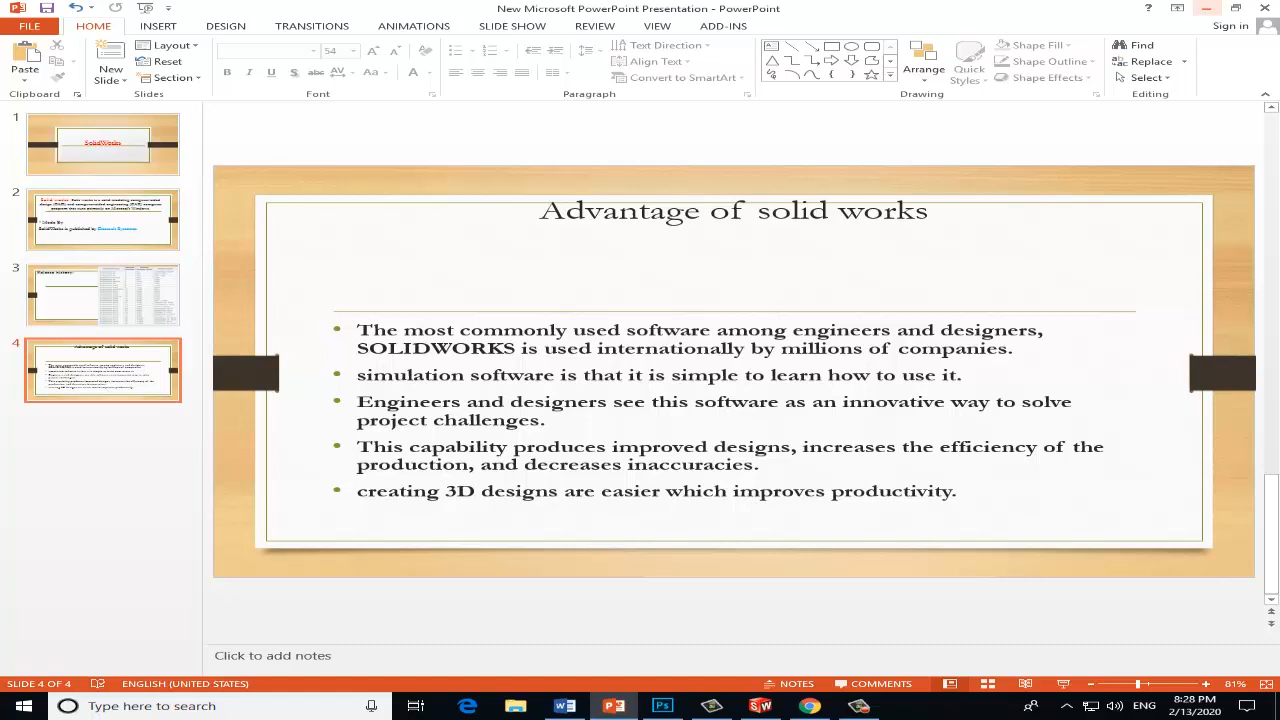 New Microsoft PowerPoint Presentation - PowerPoint
FILE HOME INSERT DESIGN TRANSITIONS ANIMATIONS SLIDE SHOW REVIEW VIEW ADD-INS Sign in
Layout
Reset
Section
Paste
New
Slide
54
Text Direction
Align Text
Convert to SmartArt
Arrange
Quick
Styles
Shape Fill
Shape Outline
Shape Effects
Find
Replace
Select
Clipboard Slides Font Paragraph Drawing Editing
1
SolidWorks
2
3
4
Advantage of solid works
The most commonly used software among engineers and designers,
SOLIDWORKS is used internationally by millions of companies.
simulation software is that it is simple to learn how to use it.
Engineers and designers see this software as an innovative way to solve
project challenges.
This capability produces improved designs, increases the efficiency of the
production, and decreases inaccuracies.
creating 3D designs are easier which improves productivity.
Click to add notes
SLIDE 4 OF 4 ENGLISH (UNITED STATES) NOTES COMMENTS 81%
Type here to search
ENG
8:28 PM
2/13/2020